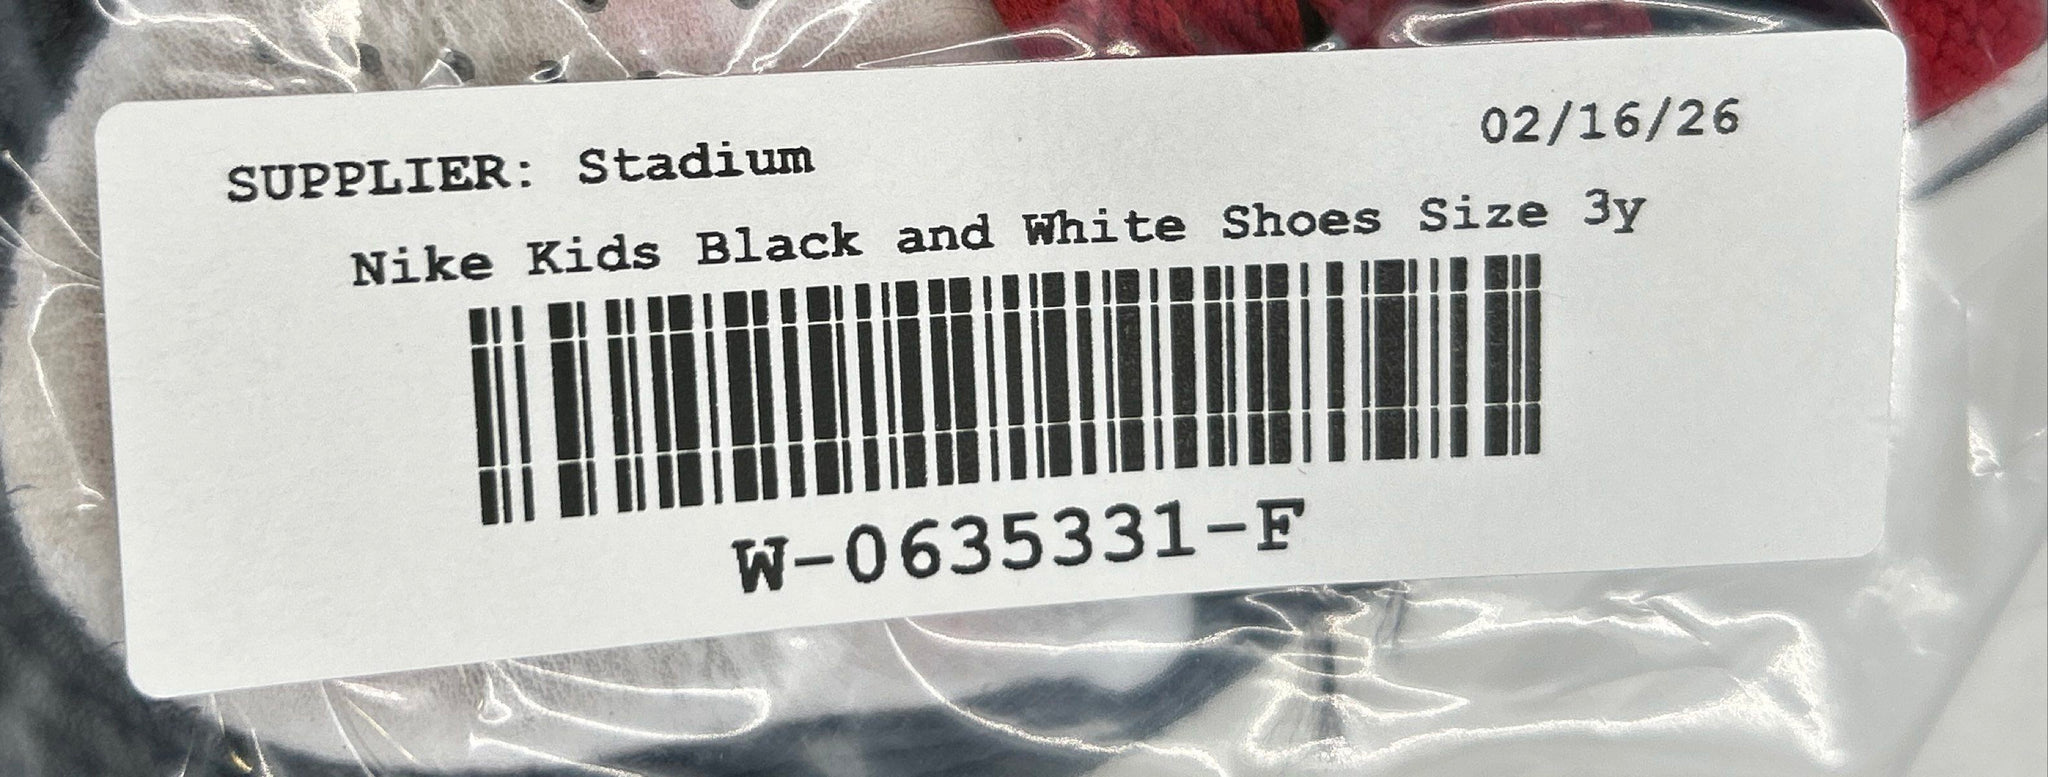 02/16/26
SUPPLIER: Stadium
Nike Kids Black and White Shoes Size 3y
W-0635331-F